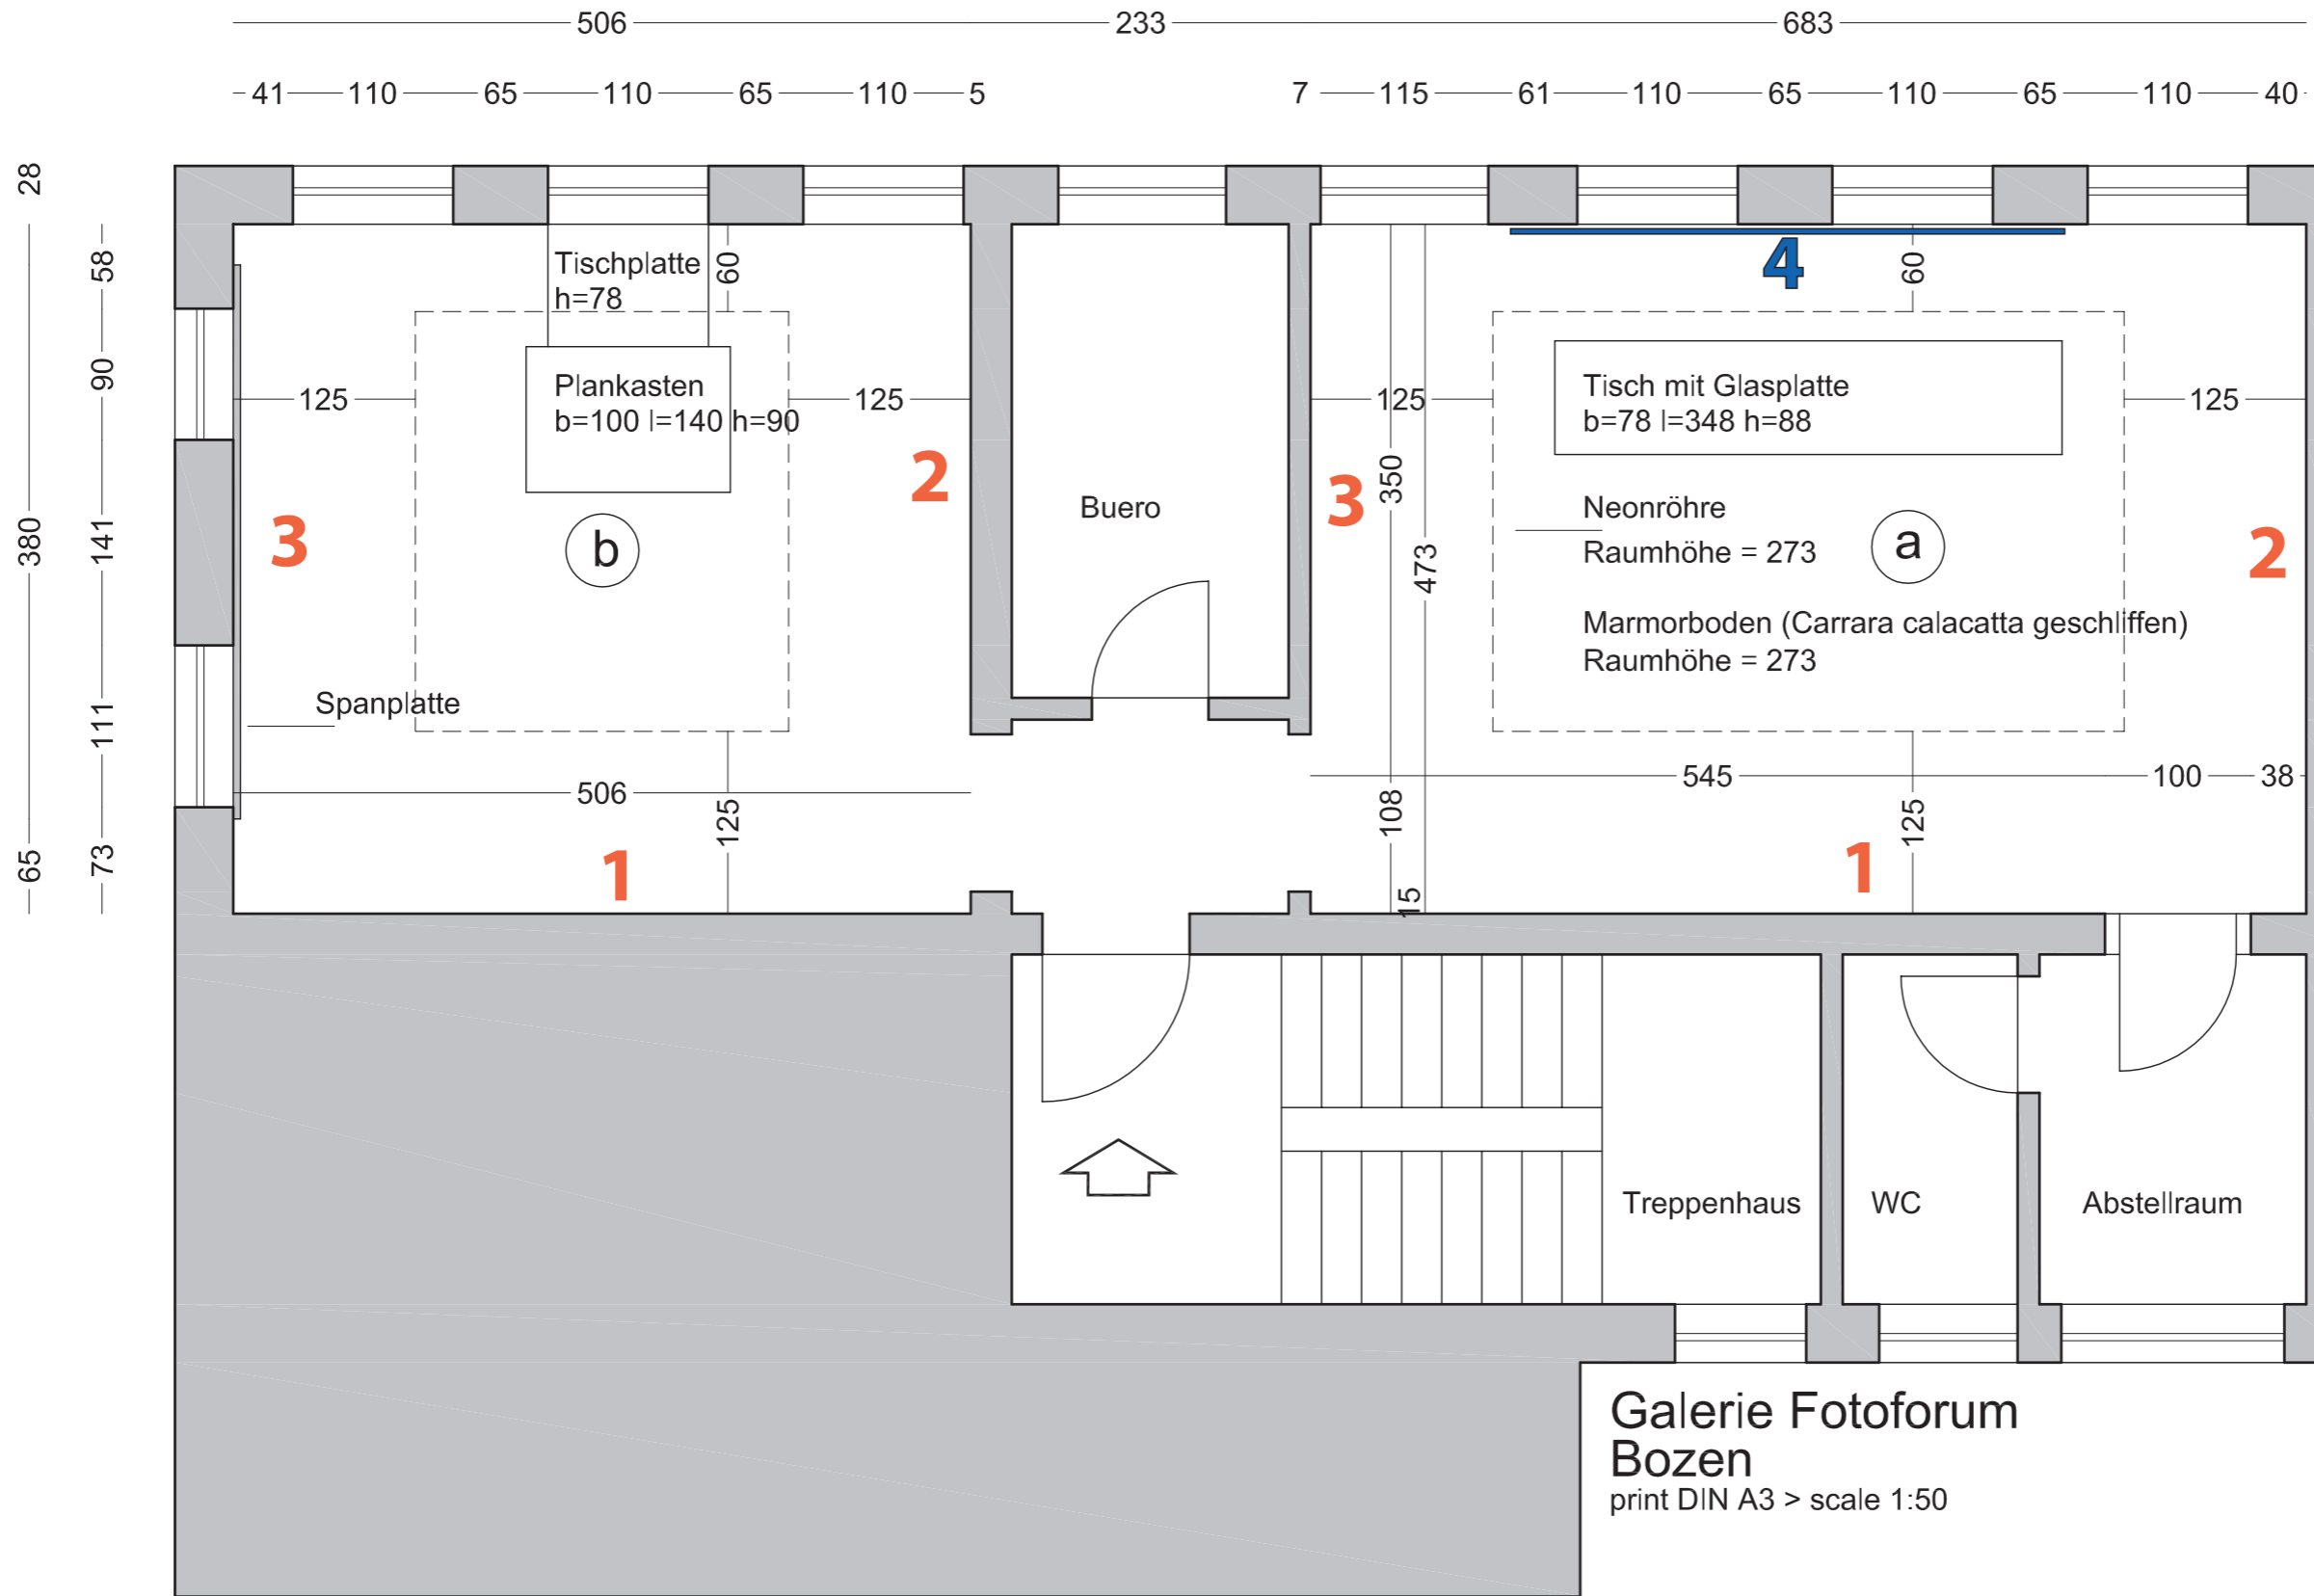 506 233 683
41 110 65 110 65 110 5 7 115 61 110 65 110 65 110 40
28
58
90
380
141
111
65
73
Tischplatte
h=78
60
4
60
Plankasten
b=100 l=140 h=90
125
125
Tisch mit Glasplatte
b=78 l=348 h=88
125
125
2
3
350
Buero
Neonröhre
Raumhöhe = 273
3
b
473
a
2
Marmorboden (Carrara calacatta geschliffen)
Raumhöhe = 273
Spanplatte
506
125
545
100
38
108
125
1
1
15
Treppenhaus
WC
Abstellraum
Galerie Fotoforum
Bozen
print DIN A3 > scale 1:50